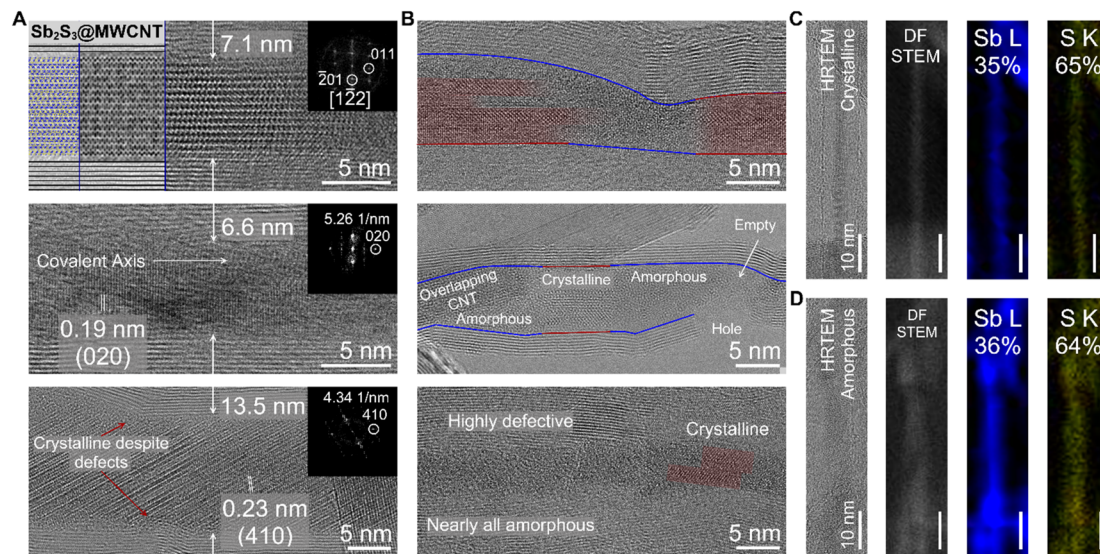 A
Sb₂S₃@MWCNT
7.1 nm
011
2̅01
[122]
5 nm
6.6 nm
5.26 1/nm
020
Covalent Axis
0.19 nm
(020)
5 nm
13.5 nm
4.34 1/nm
410
Crystalline despite
defects
0.23 nm
(410)
5 nm
B
5 nm
Empty
Overlapping
CNT
Crystalline
Amorphous
Amorphous
Hole
5 nm
Highly defective
Crystalline
Nearly all amorphous
5 nm
C
HRTEM
Crystalline
10 nm
DF
STEM
Sb L
35%
S K
65%
D
HRTEM
Amorphous
10 nm
DF
STEM
Sb L
36%
S K
64%